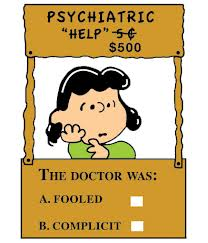 PSYCHIATRIC
"HELP" 5¢
$500
THE DOCTOR WAS:
A. FOOLED
B. COMPLICIT